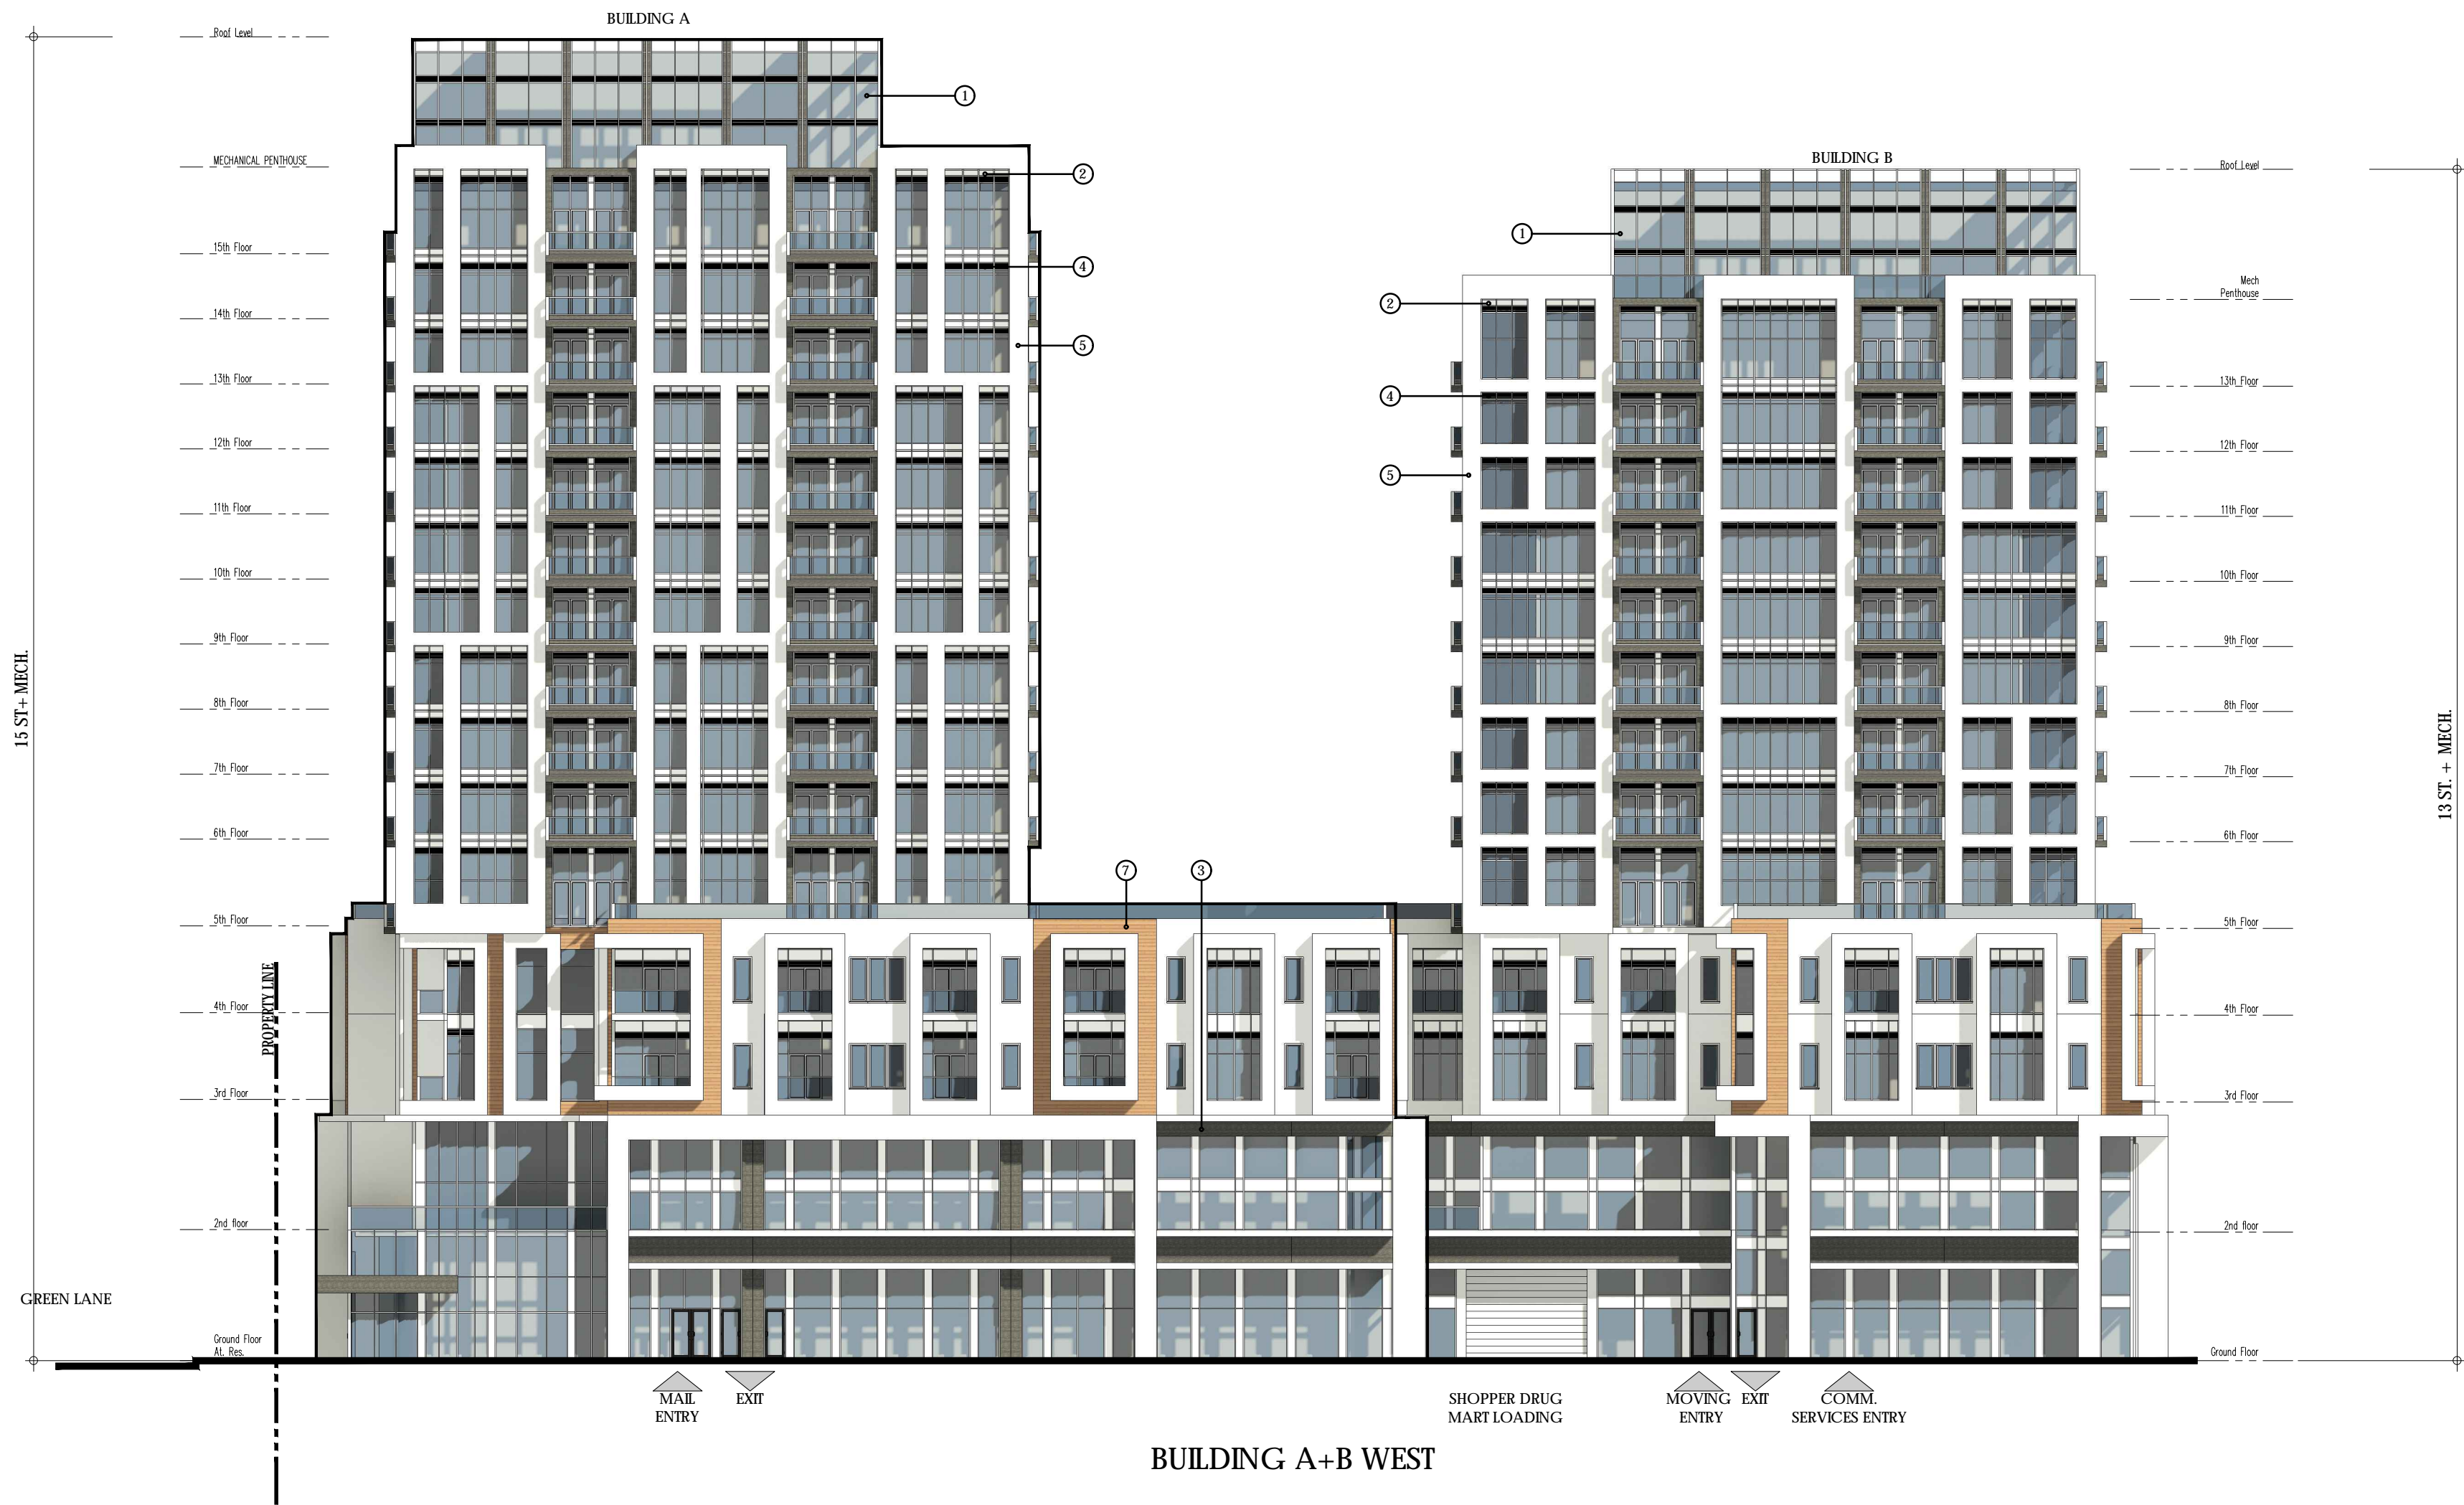 BUILDING A
Roof Level
1
MECHANICAL PENTHOUSE
2
15th Floor
4
14th Floor
5
13th Floor
12th Floor
11th Floor
10th Floor
9th Floor
8th Floor
7th Floor
6th Floor
5th Floor
4th Floor
3rd Floor
2nd floor
Ground Floor
At. Res.
15 ST+ MECH.
PROPERTY LINE
GREEN LANE
7
3
BUILDING B
Roof Level
1
Mech
Penthouse
2
4
5
13th Floor
12th Floor
11th Floor
10th Floor
9th Floor
8th Floor
7th Floor
6th Floor
5th Floor
4th Floor
3rd Floor
2nd floor
Ground Floor
13 ST. + MECH.
MAIL
ENTRY
EXIT
SHOPPER DRUG
MART LOADING
MOVING
ENTRY
EXIT
COMM.
SERVICES ENTRY
BUILDING A+B WEST